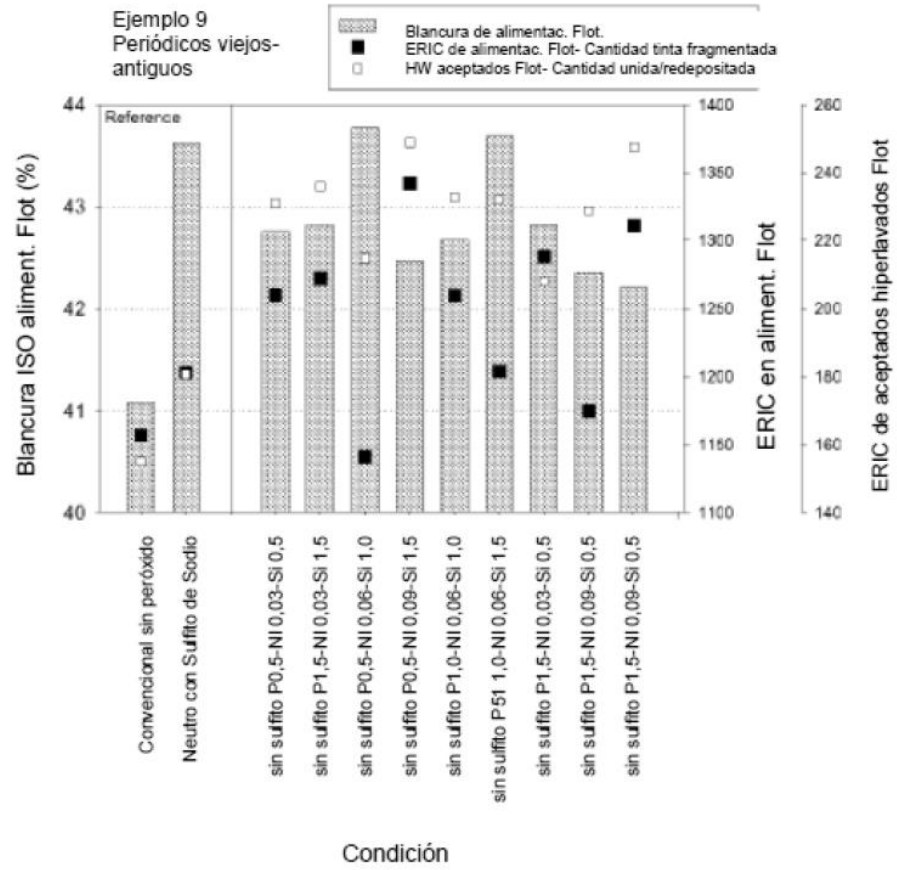 Ejemplo 9
Periódicos viejos-
antiguos
Blancura de alimentac. Flot.
ERIC de alimentac. Flot- Cantidad tinta fragmentada
HW aceptados Flot- Cantidad unida/redepositada
Reference
Blancura ISO aliment. Flot (%)
44
43
42
41
40
1400
1350
1300
1250
1200
1150
1100
ERIC en aliment. Flot
260
240
220
200
180
160
140
ERIC de aceptados hiperlavados Flot
Convencional sin peróxido
Neutro con Sulfito de Sodio
sin sulfito P0,5-NI 0,03-Si 0,5
sin sulfito P1,5-NI 0,03-Si 1,5
sin sulfito P0,5-NI 0,06-Si 1,0
sin sulfito P0,5-NI 0,09-Si 1,5
sin sulfito P1,0-NI 0,06-Si 1,0
sin sulfito P51 1,0-NI 0,06-Si 1,5
sin sulfito P1,5-NI 0,03-Si 0,5
sin sulfito P1,5-NI 0,09-Si 0,5
sin sulfito P1,5-NI 0,09-Si 0,5
Condición